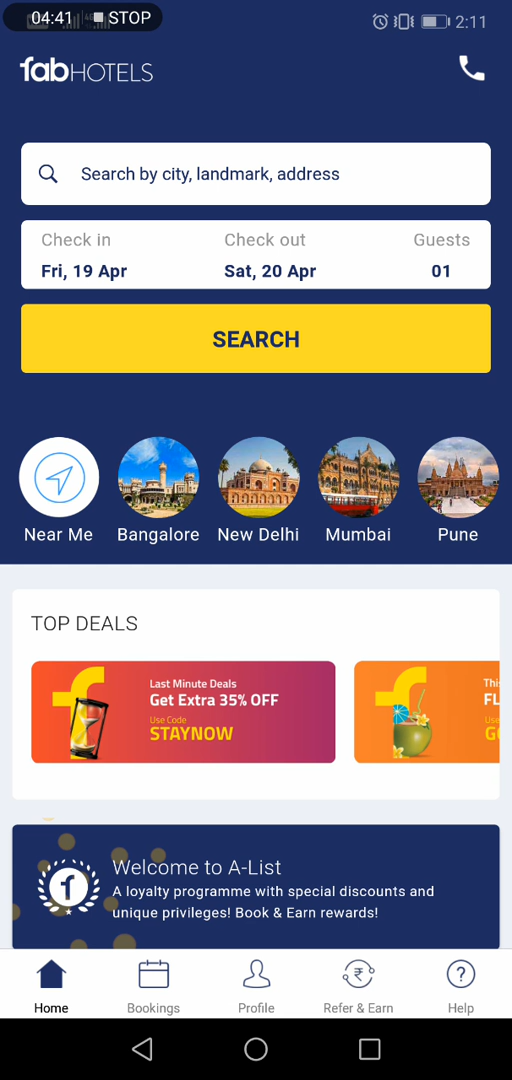 04:41 STOP
2:11
fabHOTELS
Search by city, landmark, address
Check in Check out Guests
Fri, 19 Apr Sat, 20 Apr 01
SEARCH
Near Me Bangalore New Delhi Mumbai Pune
TOP DEALS
Last Minute Deals
Get Extra 35% OFF
Use Code
STAYNOW
Welcome to A-List
A loyalty programme with special discounts and
unique privileges! Book & Earn rewards!
Home Bookings Profile Refer & Earn Help